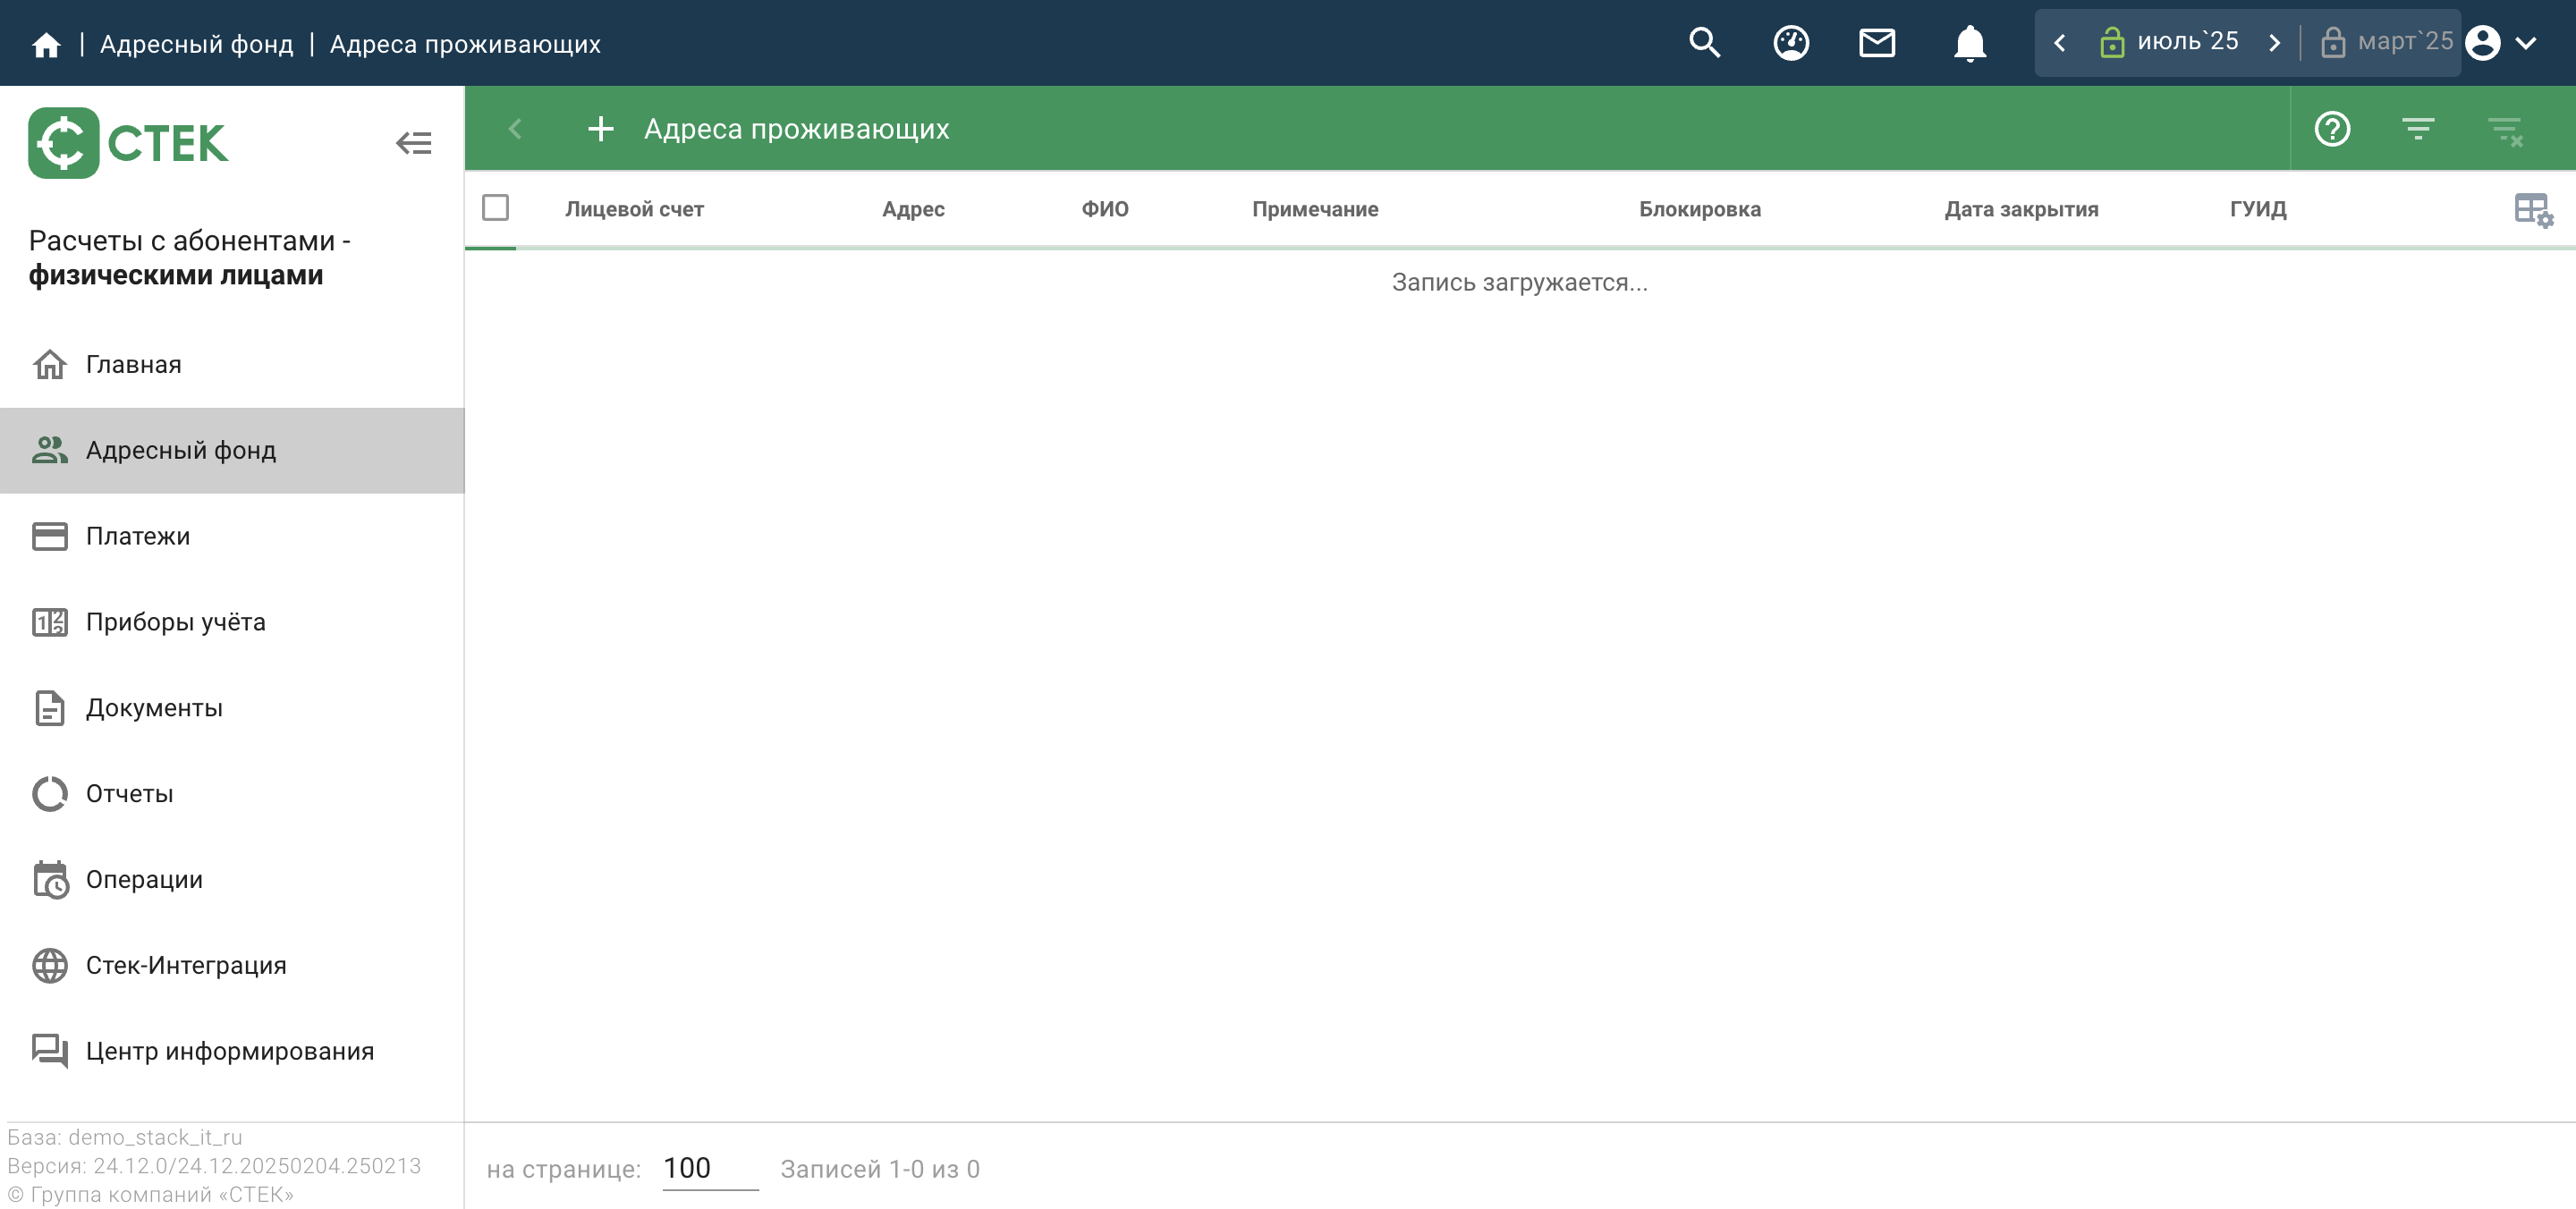 | Адресный фонд | Адреса проживающих
июль`25 март`25
СТЕК
Адреса проживающих
Расчеты с абонентами -
физическими лицами
Лицевой счет Адрес ФИО Примечание Блокировка Дата закрытия ГУИД
Запись загружается...
Главная
Адресный фонд
Платежи
Приборы учёта
Документы
Отчеты
Операции
Стек-Интеграция
Центр информирования
База: demo_stack_it_ru
Версия: 24.12.0/24.12.20250204.250213
© Группа компаний «СТЕК»
на странице: 100 Записей 1-0 из 0